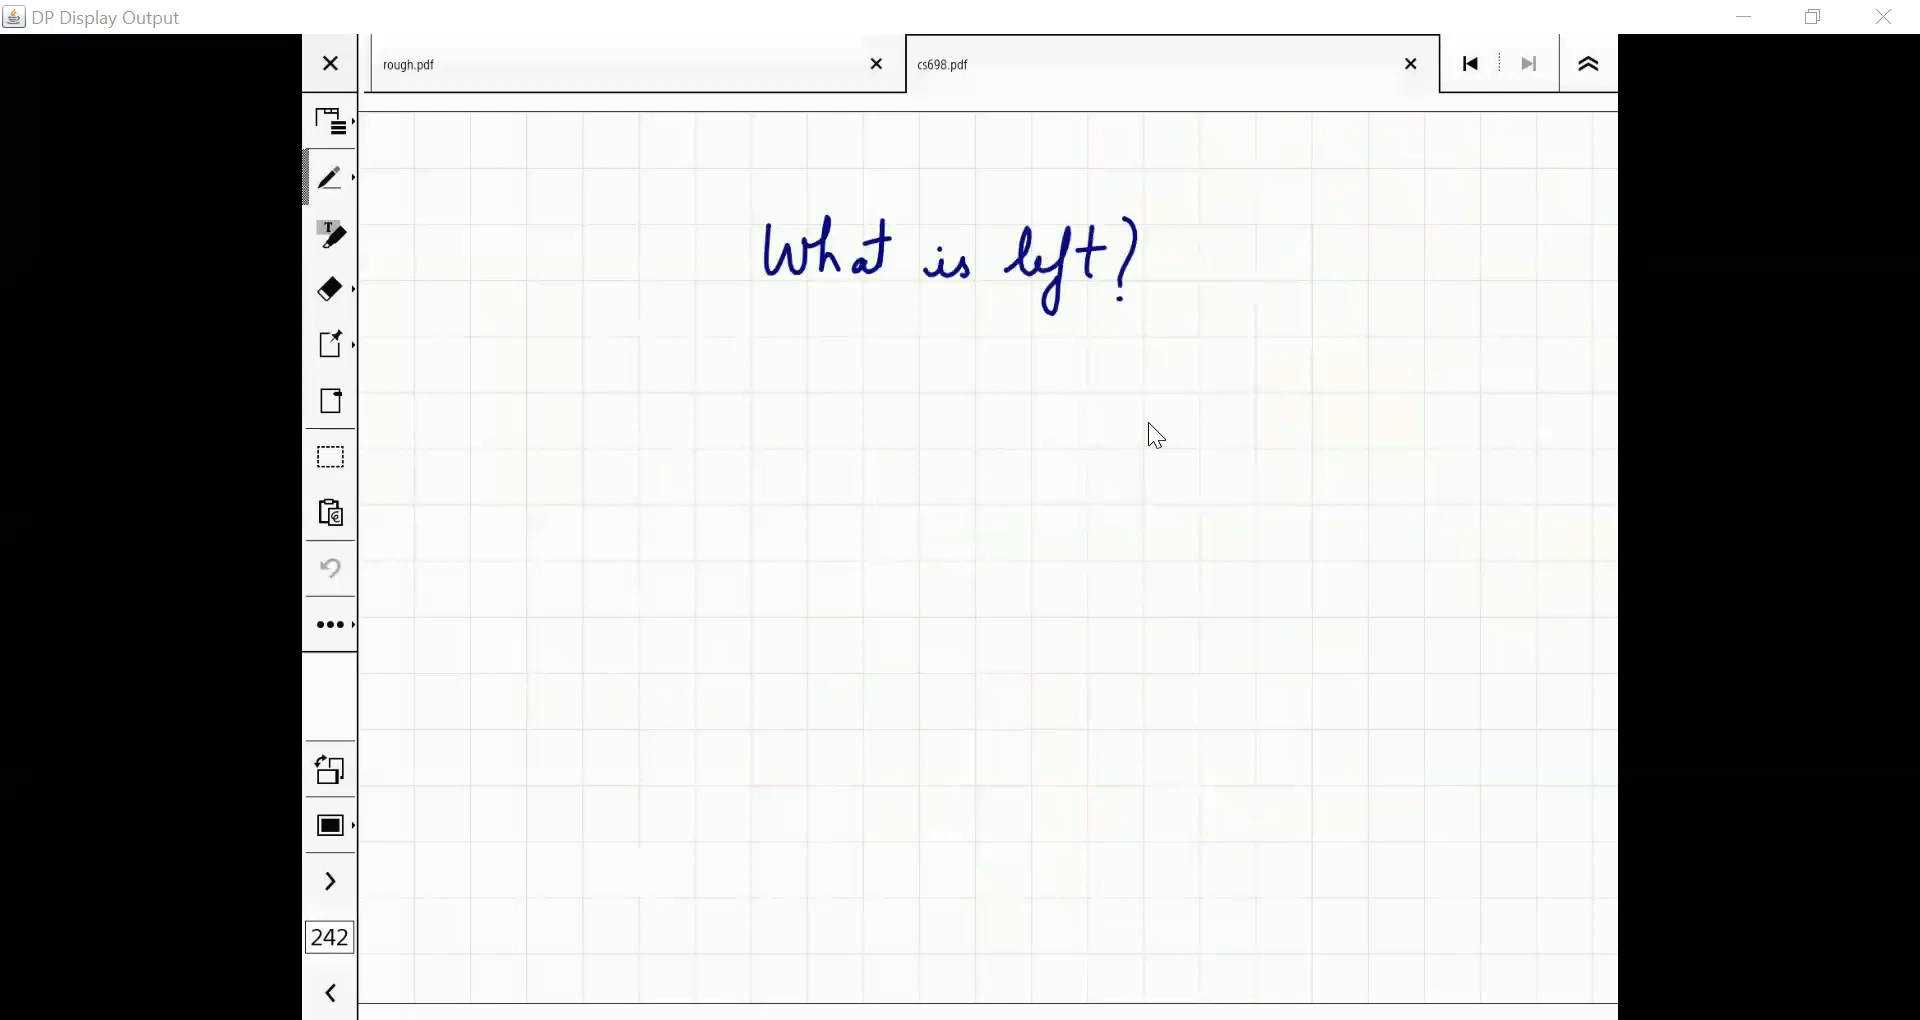 DP Display Output
rough.pdf
cs698.pdf
What is left?
242